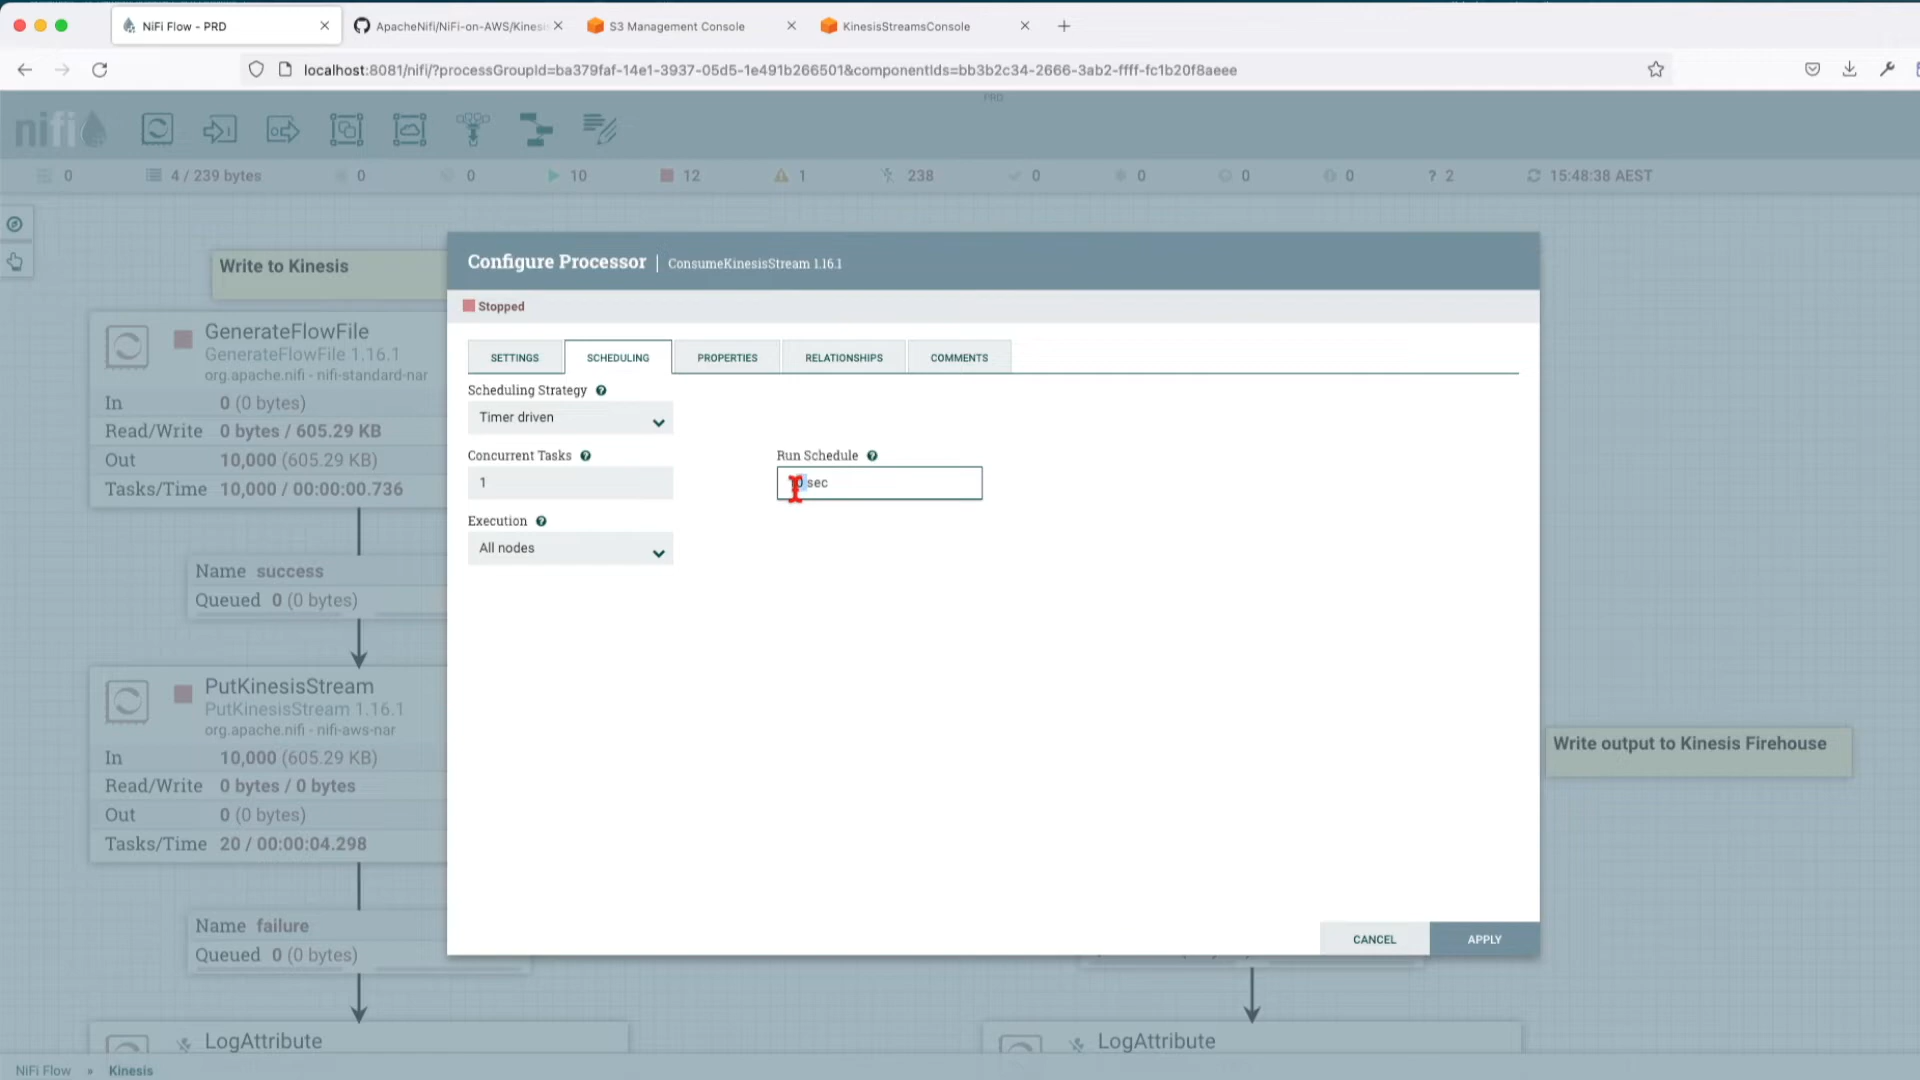 NiFi Flow - PRD
ApacheNifi/NiFi-on-AWS/Kinesi
S3 Management Console
KinesisStreamsConsole
localhost:8081/nifi/?processGroupId=ba379faf-14e1-3937-05d5-1e491b266501&componentIds=bb3b2c34-2666-3ab2-ffff-fc1b20f8aeee
PRD
nifi
0 4 / 239 bytes 0 0 10 12 1 238 0 0 0 0 ? 2 15:48:38 AEST
Write to Kinesis
GenerateFlowFile
GenerateFlowFile 1.16.1
org.apache.nifi - nifi-standard-nar
In 0 (0 bytes)
Read/Write 0 bytes / 605.29 KB
Out 10,000 (605.29 KB)
Tasks/Time 10,000 / 00:00:00.736
Name success
Queued 0 (0 bytes)
PutKinesisStream
PutKinesisStream 1.16.1
org.apache.nifi - nifi-aws-nar
In 10,000 (605.29 KB)
Read/Write 0 bytes / 0 bytes
Out 0 (0 bytes)
Tasks/Time 20 / 00:00:04.298
Name failure
Queued 0 (0 bytes)
LogAttribute
Configure Processor | ConsumeKinesisStream 1.16.1
Stopped
SETTINGS SCHEDULING PROPERTIES RELATIONSHIPS COMMENTS
Scheduling Strategy
Timer driven
Concurrent Tasks
1
Run Schedule
sec
Execution
All nodes
CANCEL APPLY
Write output to Kinesis Firehouse
LogAttribute
NiFi Flow » Kinesis